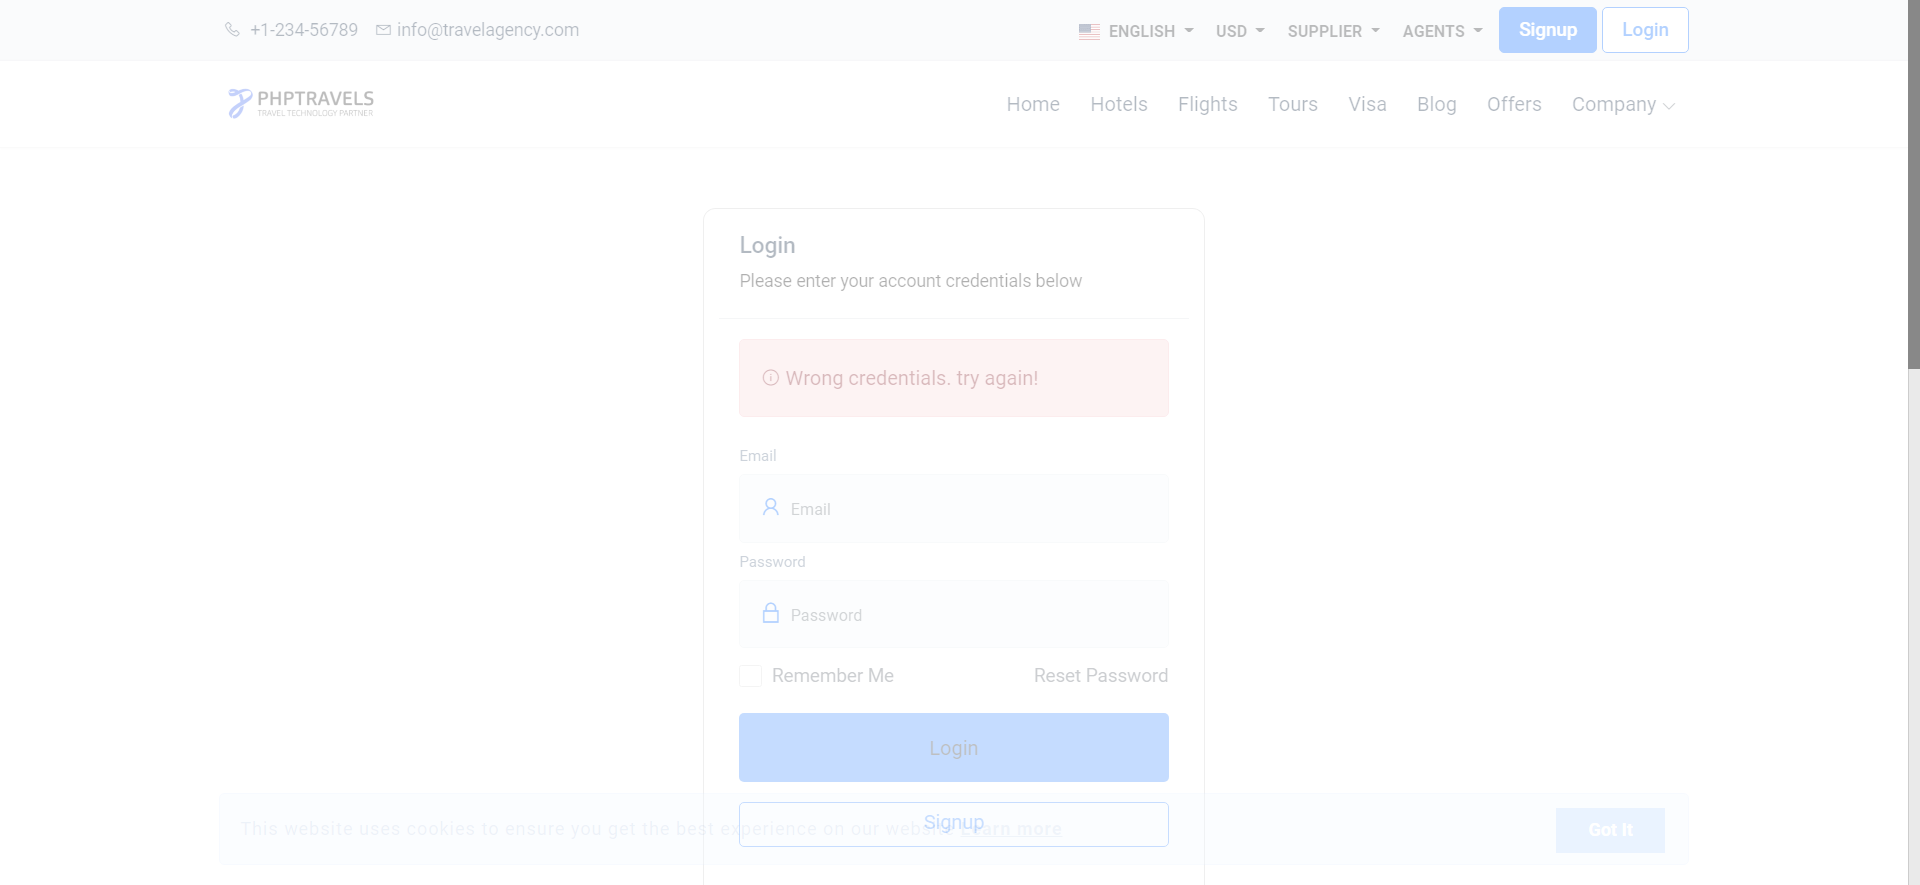 +1-234-56789 info@travelagency.com ENGLISH USD SUPPLIER AGENTS Signup Login
PHPTRAVELS
TRAVEL TECHNOLOGY PARTNER
Home Hotels Flights Tours Visa Blog Offers Company
Login
Please enter your account credentials below
Wrong credentials. try again!
Email
Email
Password
Password
Remember Me Reset Password
Login
Signup
This website uses cookies to ensure you get the best experience on our website Learn more
Got It